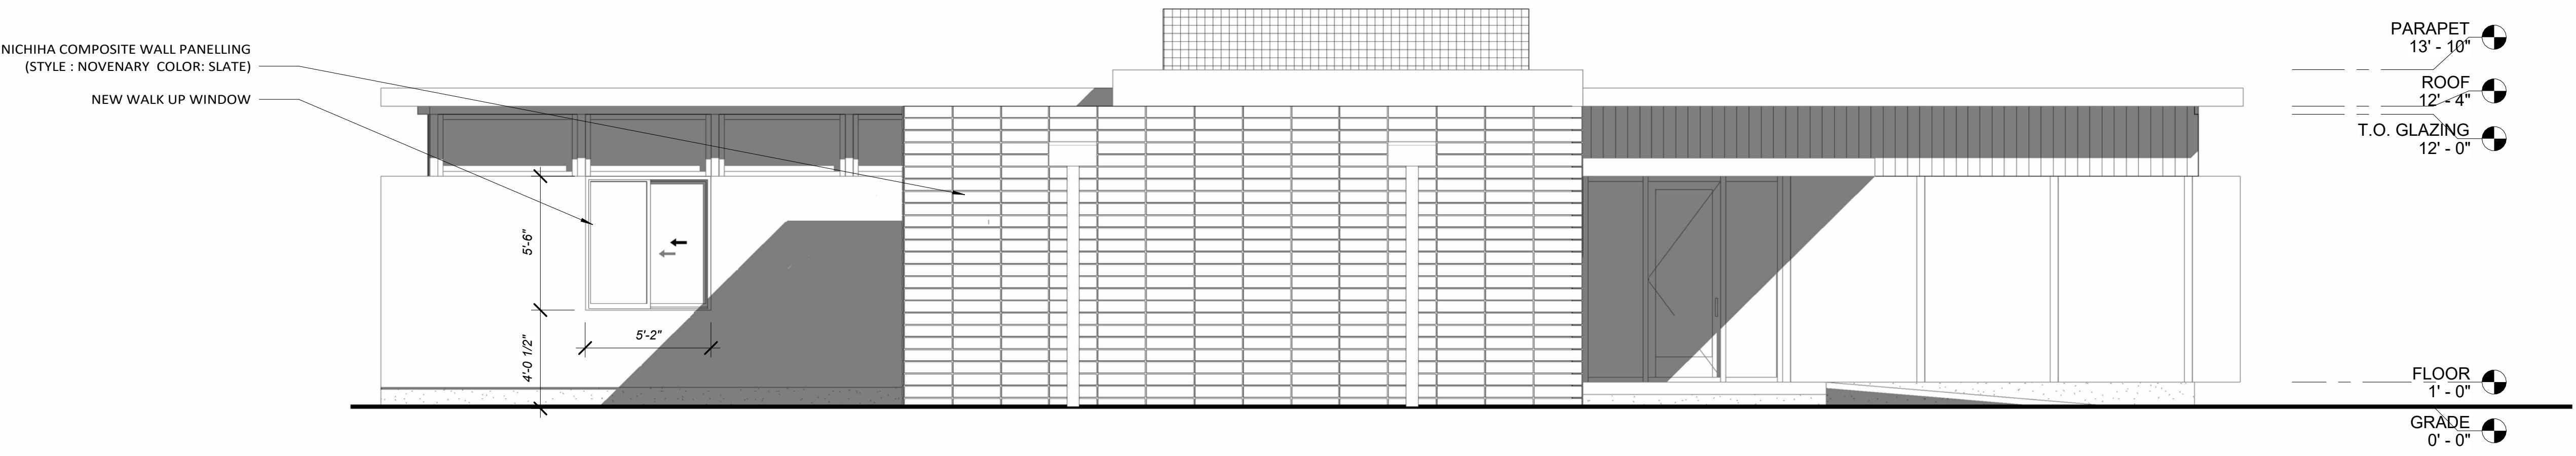 NICHIHA COMPOSITE WALL PANELLING
(STYLE : NOVENARY COLOR: SLATE)
NEW WALK UP WINDOW
5'-6"
4'-0 1/2"
5'-2"
PARAPET
13' - 10"
ROOF
12' - 4"
T.O. GLAZING
12' - 0"
FLOOR
1' - 0"
GRADE
0' - 0"